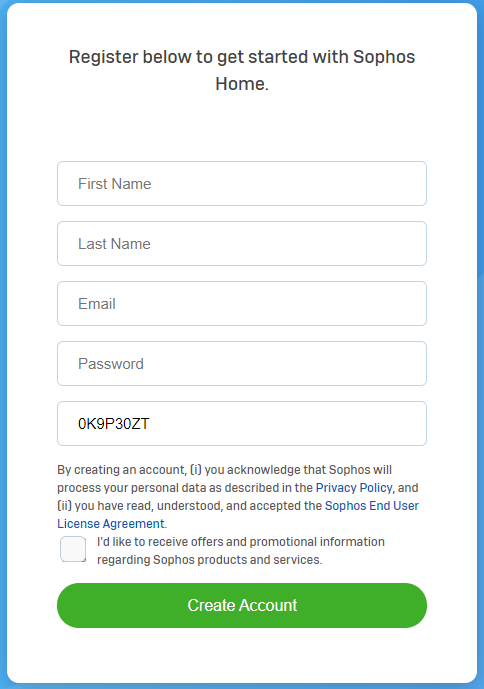 Register below to get started with Sophos
Home.
First Name
Last Name
Email
Password
0K9P30ZT
By creating an account, (i) you acknowledge that Sophos will
process your personal data as described in the Privacy Policy, and
(ii) you have read, understood, and accepted the Sophos End User
License Agreement.
I'd like to receive offers and promotional information
regarding Sophos products and services.
Create Account